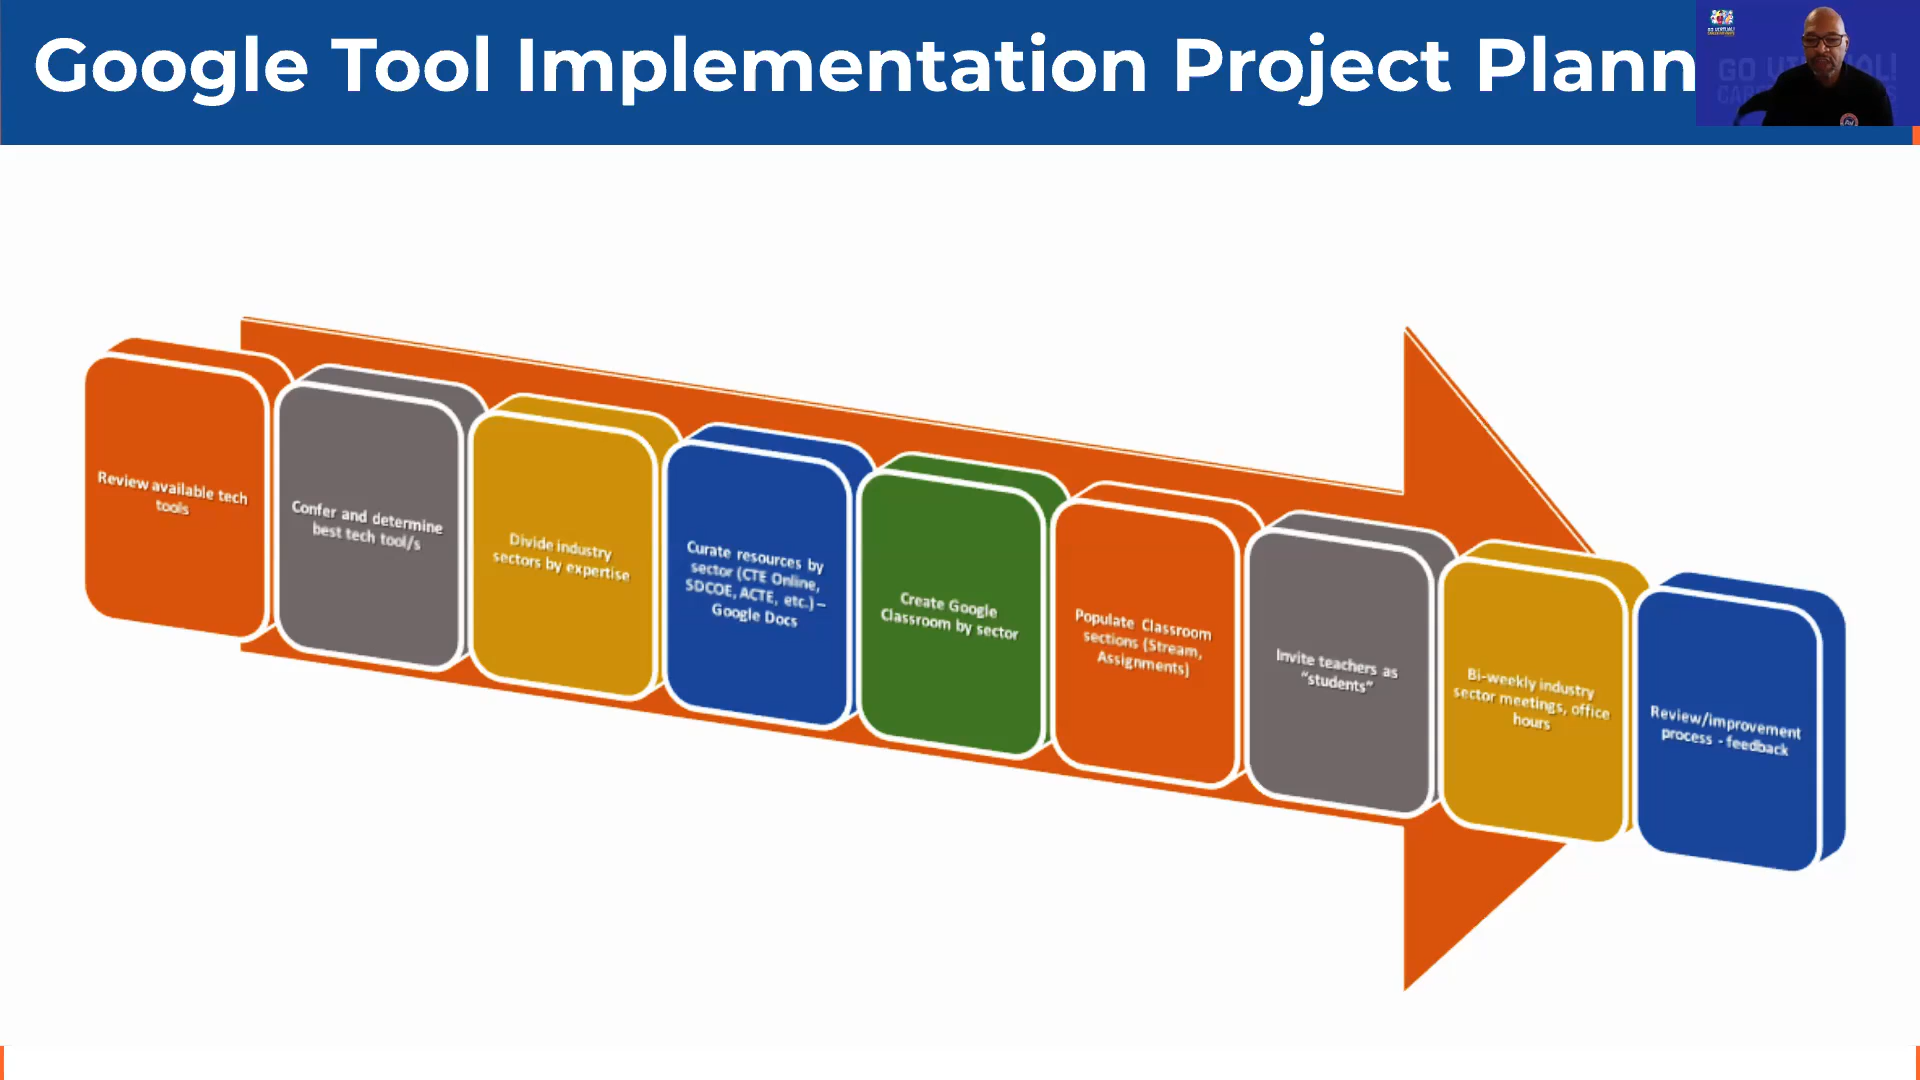 Google Tool Implementation Project Plann
Review available tech
tools
Confer and determine
best tech tool/s
Divide industry
sectors by expertise
Curate resources by
sector (CTE Online,
SDCOE, ACTE, etc.) –
Google Docs
Create Google
Classroom by sector
Populate Classroom
sections (Stream,
Assignments)
Invite teachers as
"students"
Bi-weekly industry
sector meetings, office
hours
Review/improvement
process - feedback